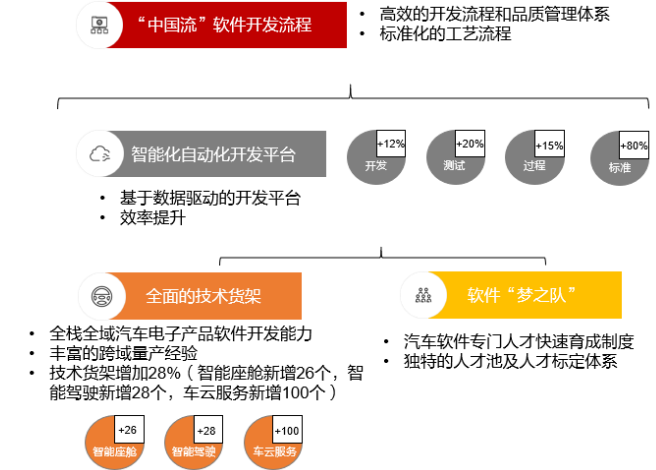 “中国流”软件开发流程
• 高效的开发流程和品质管理体系
• 标准化的工艺流程
智能化自动化开发平台
+12%
开发
+20%
测试
+15%
过程
+80%
标准
• 基于数据驱动的开发平台
• 效率提升
全面的技术货架
软件“梦之队”
• 全栈全域汽车电子产品软件开发能力
• 丰富的跨域量产经验
• 技术货架增加28%（智能座舱新增26个，智
能驾驶新增28个，车云服务新增100个）
• 汽车软件专门人才快速育成制度
• 独特的人才池及人才标定体系
+26
智能座舱
+28
智能驾驶
+100
车云服务